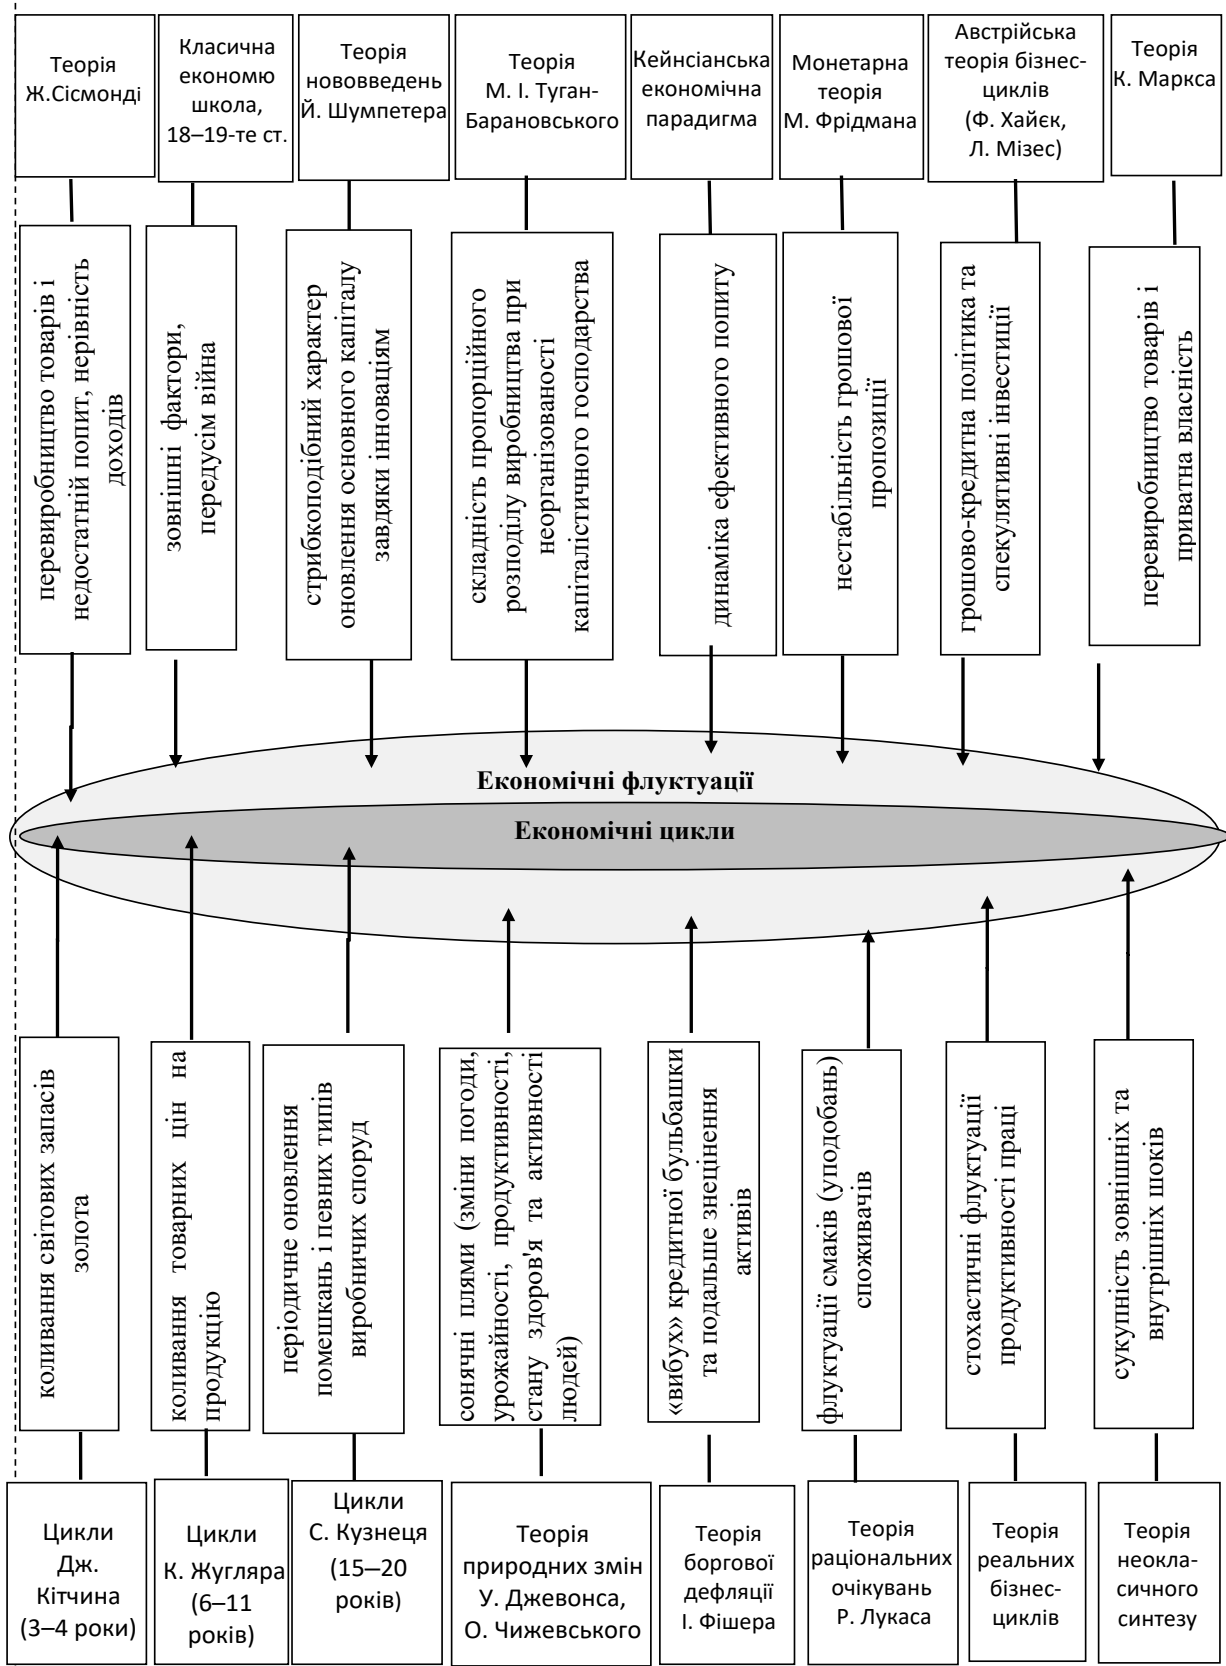 Теорія
Ж.Сісмонді
Класична
економю
школа,
18–19-те ст.
Теорія
нововведень
Й. Шумпетера
Теорія
М. І. Туган-
Барановського
Кейнсіанська
економічна
парадигма
Монетарна
теорія
М. Фрідмана
Австрійська
теорія бізнес-
циклів
(Ф. Хайєк,
Л. Мізес)
Теорія
К. Маркса
перевиробництво товарів і
недостатній попит, нерівність
доходів
зовнішні фактори,
передусім війна
стрибкоподібний характер
оновлення основного капіталу
завдяки інноваціям
складність пропорційного
розподілу виробництва при
неорганізованості
капіталістичного господарства
динаміка ефективного попиту
нестабільність грошової
пропозиції
грошово-кредитна політика та
спекулятивні інвестиції
перевиробництво товарів і
приватна власність
Економічні флуктуації
Економічні цикли
коливання світових запасів
золота
коливання товарних цін на
продукцію
періодичне оновлення
помешкань і певних типів
виробничих споруд
сонячні плями (зміни погоди,
урожайності, продуктивності,
стану здоров'я та активності
людей)
«вибух» кредитної бульбашки
та подальше знецінення
активів
флуктуації смаків (уподобань)
споживачів
стохастичні флуктуації
продуктивності праці
сукупність зовнішніх та
внутрішніх шоків
Цикли
Дж.
Кітчина
(3–4 роки)
Цикли
К. Жугляра
(6–11
років)
Цикли
С. Кузнеця
(15–20
років)
Теорія
природних змін
У. Джевонса,
О. Чижевського
Теорія
боргової
дефляції
І. Фішера
Теорія
раціональних
очікувань
Р. Лукаса
Теорія
реальних
бізнес-
циклів
Теорія
неокла-
сичного
синтезу